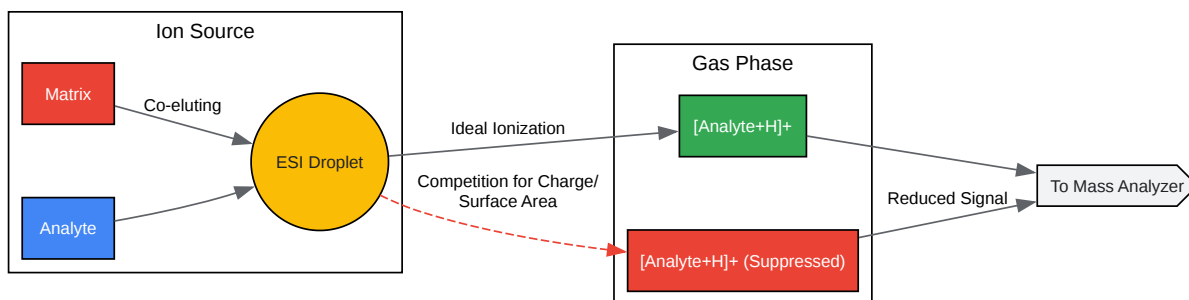 Ion Source
Matrix
Co-eluting
Analyte
ESI Droplet
Ideal Ionization
Competition for Charge/
Surface Area
Gas Phase
[Analyte+H]+
[Analyte+H]+ (Suppressed)
Reduced Signal
To Mass Analyzer